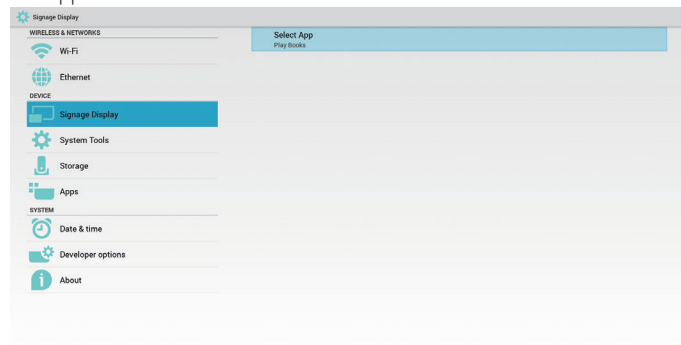 Signage Display
WIRELESS & NETWORKS
Wi-Fi
Ethernet
DEVICE
Signage Display
System Tools
Storage
Apps
SYSTEM
Date & time
Developer options
About
Select App
Play Books